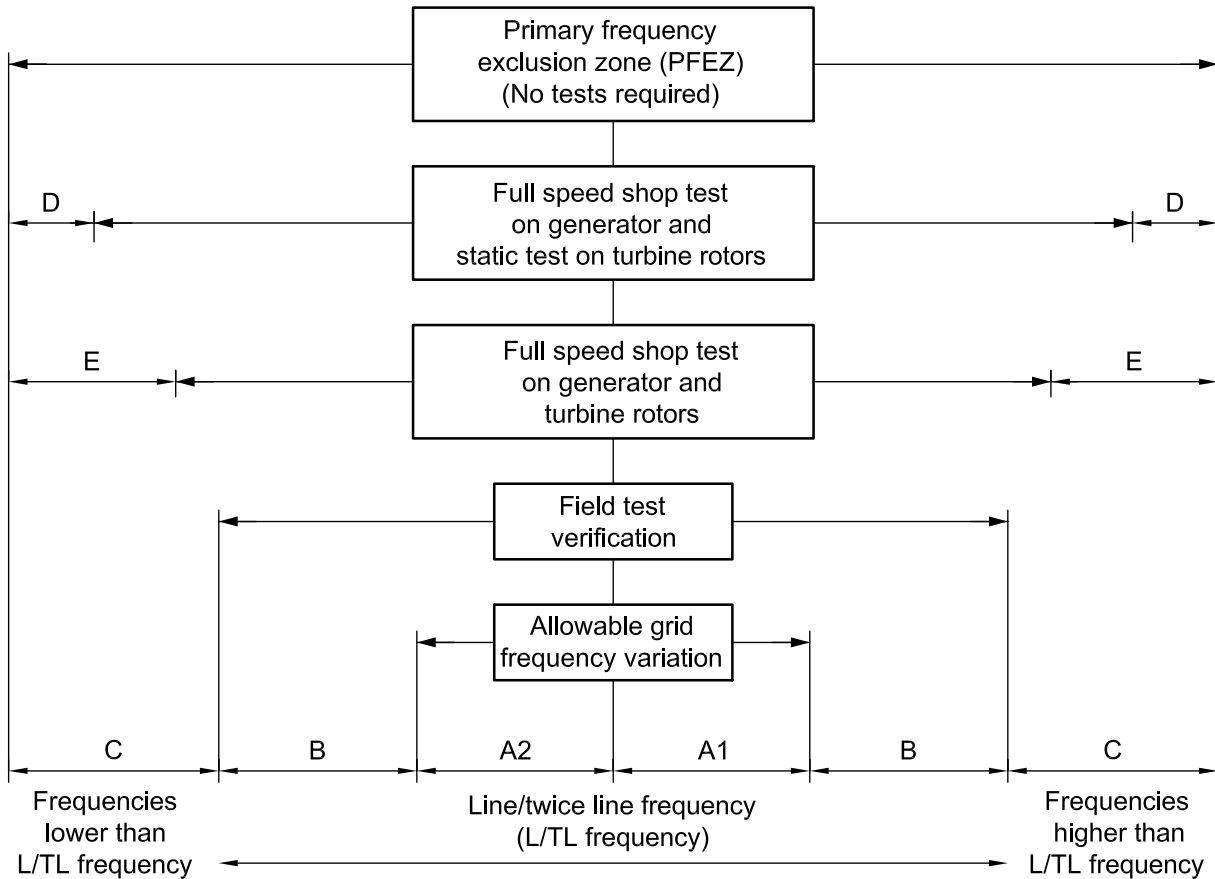 Primary frequency
exclusion zone (PFEZ)
(No tests required)
D
Full speed shop test
on generator and
static test on turbine rotors
D
E
Full speed shop test
on generator and
turbine rotors
E
Field test
verification
Allowable grid
frequency variation
C
B
A2
A1
B
C
Frequencies
lower than
L/TL frequency
Line/twice line frequency
(L/TL frequency)
Frequencies
higher than
L/TL frequency